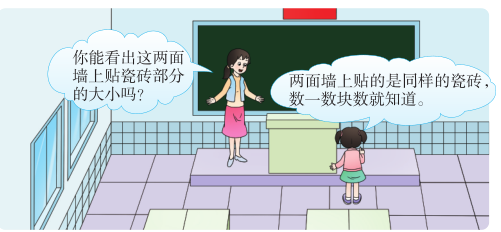 你能看出这两面
墙上贴瓷砖部分
的大小吗?
两面墙上贴的是同样的瓷砖，
数一数块数就知道。